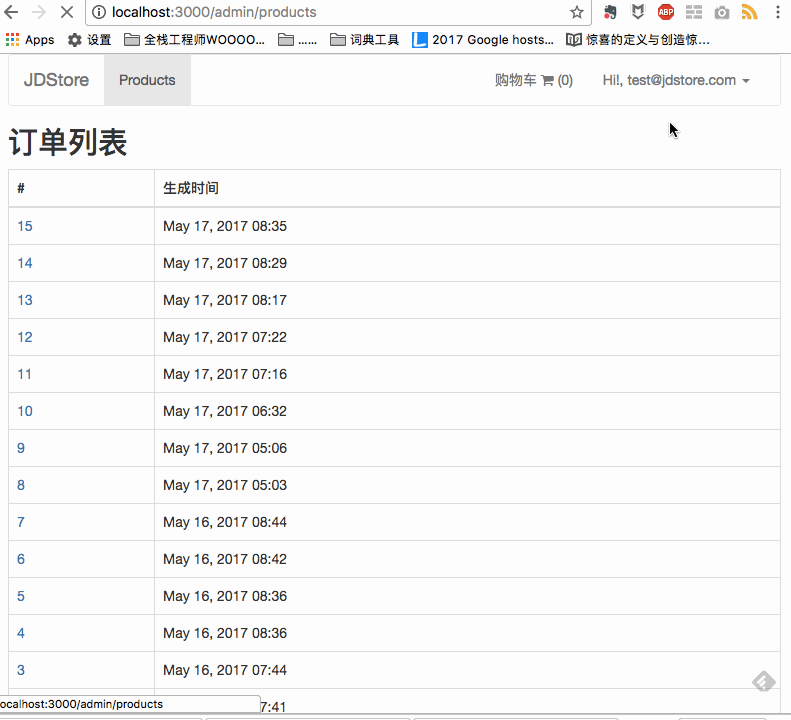 localhost:3000/admin/products
Apps 设置 全栈工程师WOOOO... ...... 词典工具 2017 Google hosts... 惊喜的定义与创造惊...
JDStore Products 购物车 (0) Hi!, test@jdstore.com
订单列表
# 生成时间
15 May 17, 2017 08:35
14 May 17, 2017 08:29
13 May 17, 2017 08:17
12 May 17, 2017 07:22
11 May 17, 2017 07:16
10 May 17, 2017 06:32
9 May 17, 2017 05:06
8 May 17, 2017 05:03
7 May 16, 2017 08:44
6 May 16, 2017 08:42
5 May 16, 2017 08:36
4 May 16, 2017 08:36
3 May 16, 2017 07:44
ocalhost:3000/admin/products 7:41